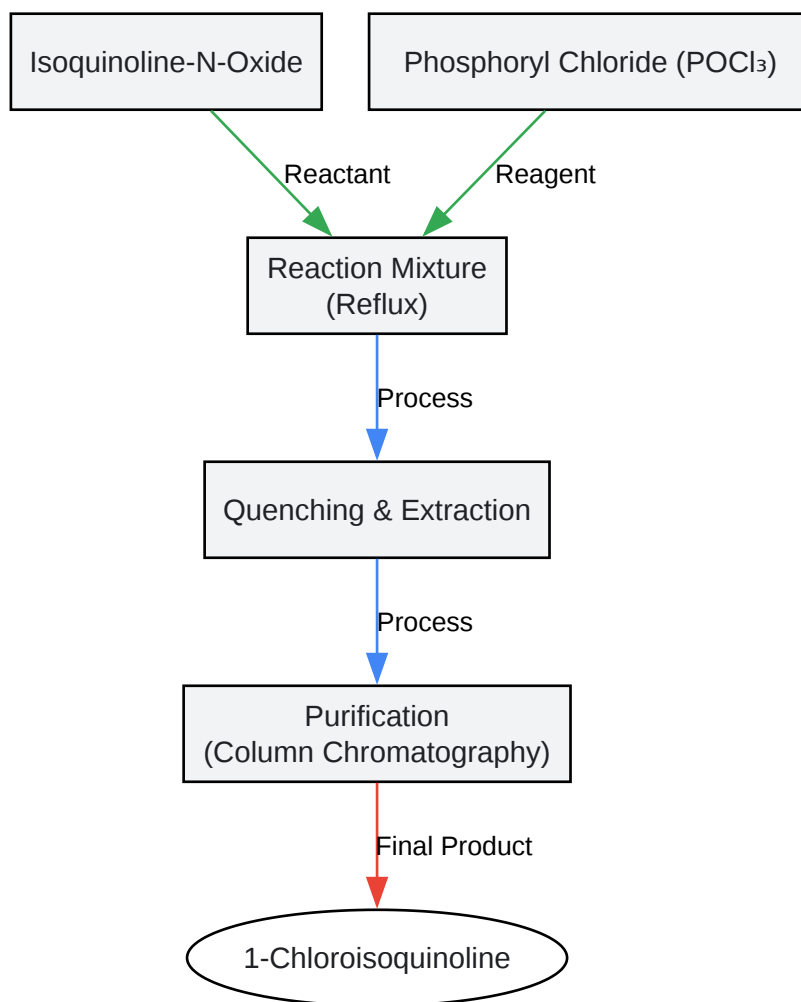 Isoquinoline-N-Oxide
Phosphoryl Chloride (POCl₃)
Reactant
Reagent
Reaction Mixture
(Reflux)
Process
Quenching & Extraction
Process
Purification
(Column Chromatography)
Final Product
1-Chloroisoquinoline